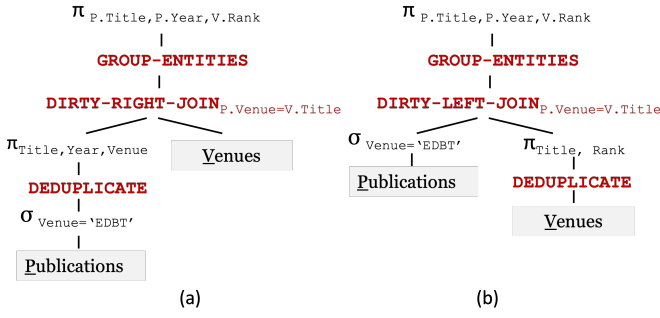 π P.Title,P.Year,V.Rank
GROUP-ENTITIES
DIRTY-RIGHT-JOIN P.Venue=V.Title
π Title,Year,Venue
Venues
DEDUPLICATE
σ Venue=‘EDBT’
Publications
(a)
π P.Title,P.Year,V.Rank
GROUP-ENTITIES
DIRTY-LEFT-JOIN P.Venue=V.Title
σ Venue=‘EDBT’
π Title, Rank
Publications
DEDUPLICATE
Venues
(b)